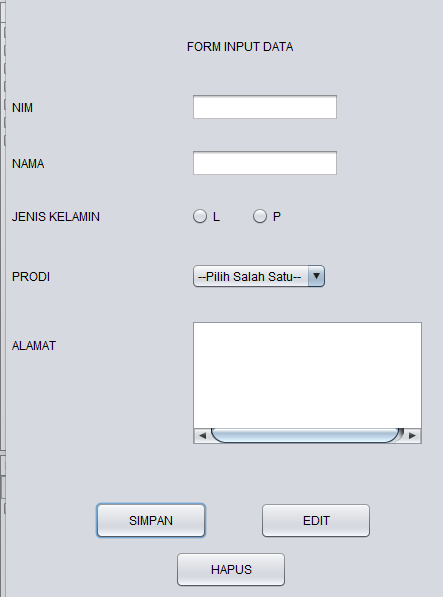 FORM INPUT DATA
NIM
NAMA
JENIS KELAMIN L P
PRODI --Pilih Salah Satu--
ALAMAT
SIMPAN EDIT
HAPUS